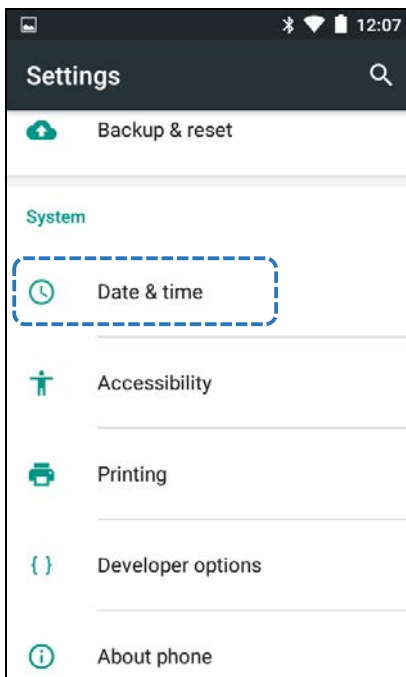 12:07
Settings
Backup & reset
System
Date & time
Accessibility
Printing
{ } Developer options
About phone